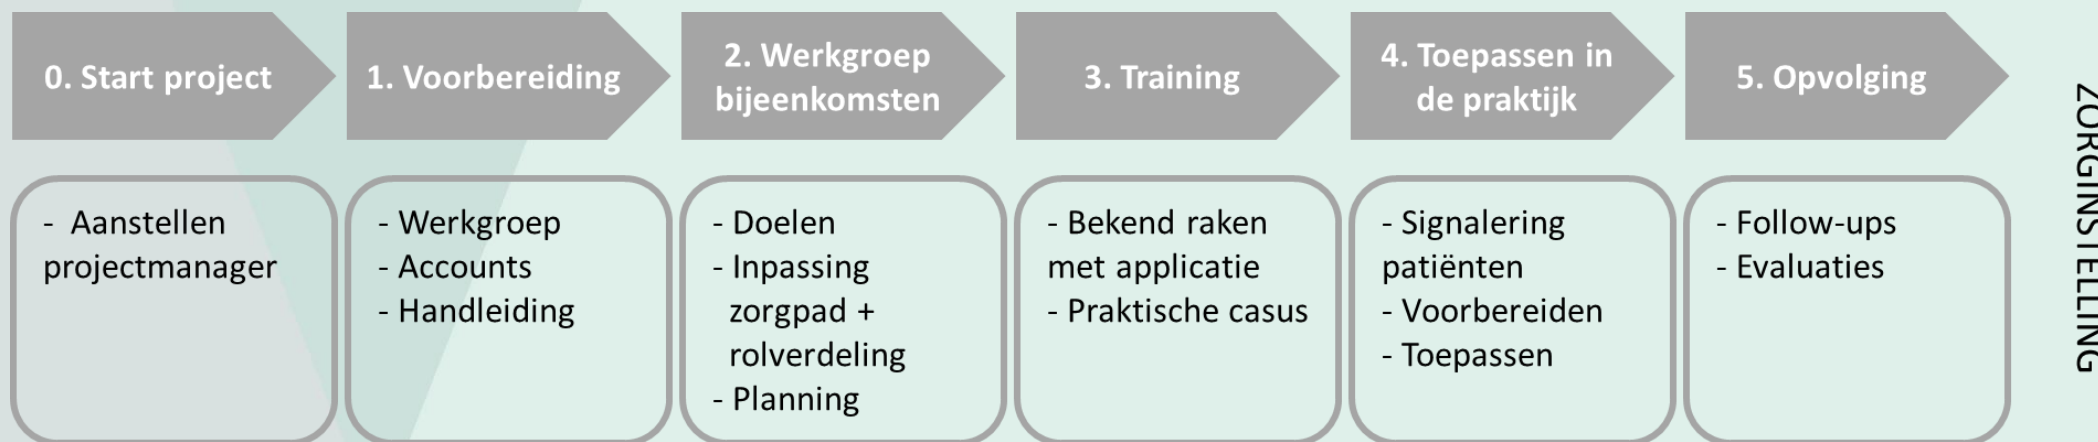 0. Start project
1. Voorbereiding
2. Werkgroep
bijeenkomsten
3. Training
4. Toepassen in
de praktijk
5. Opvolging
- Aanstellen
projectmanager
- Werkgroep
- Accounts
- Handleiding
- Doelen
- Inpassing
zorgpad +
rolverdeling
- Planning
- Bekend raken
met applicatie
- Praktische casus
- Signalering
patiënten
- Voorbereiden
- Toepassen
- Follow-ups
- Evaluaties
ZORGINSTELLING